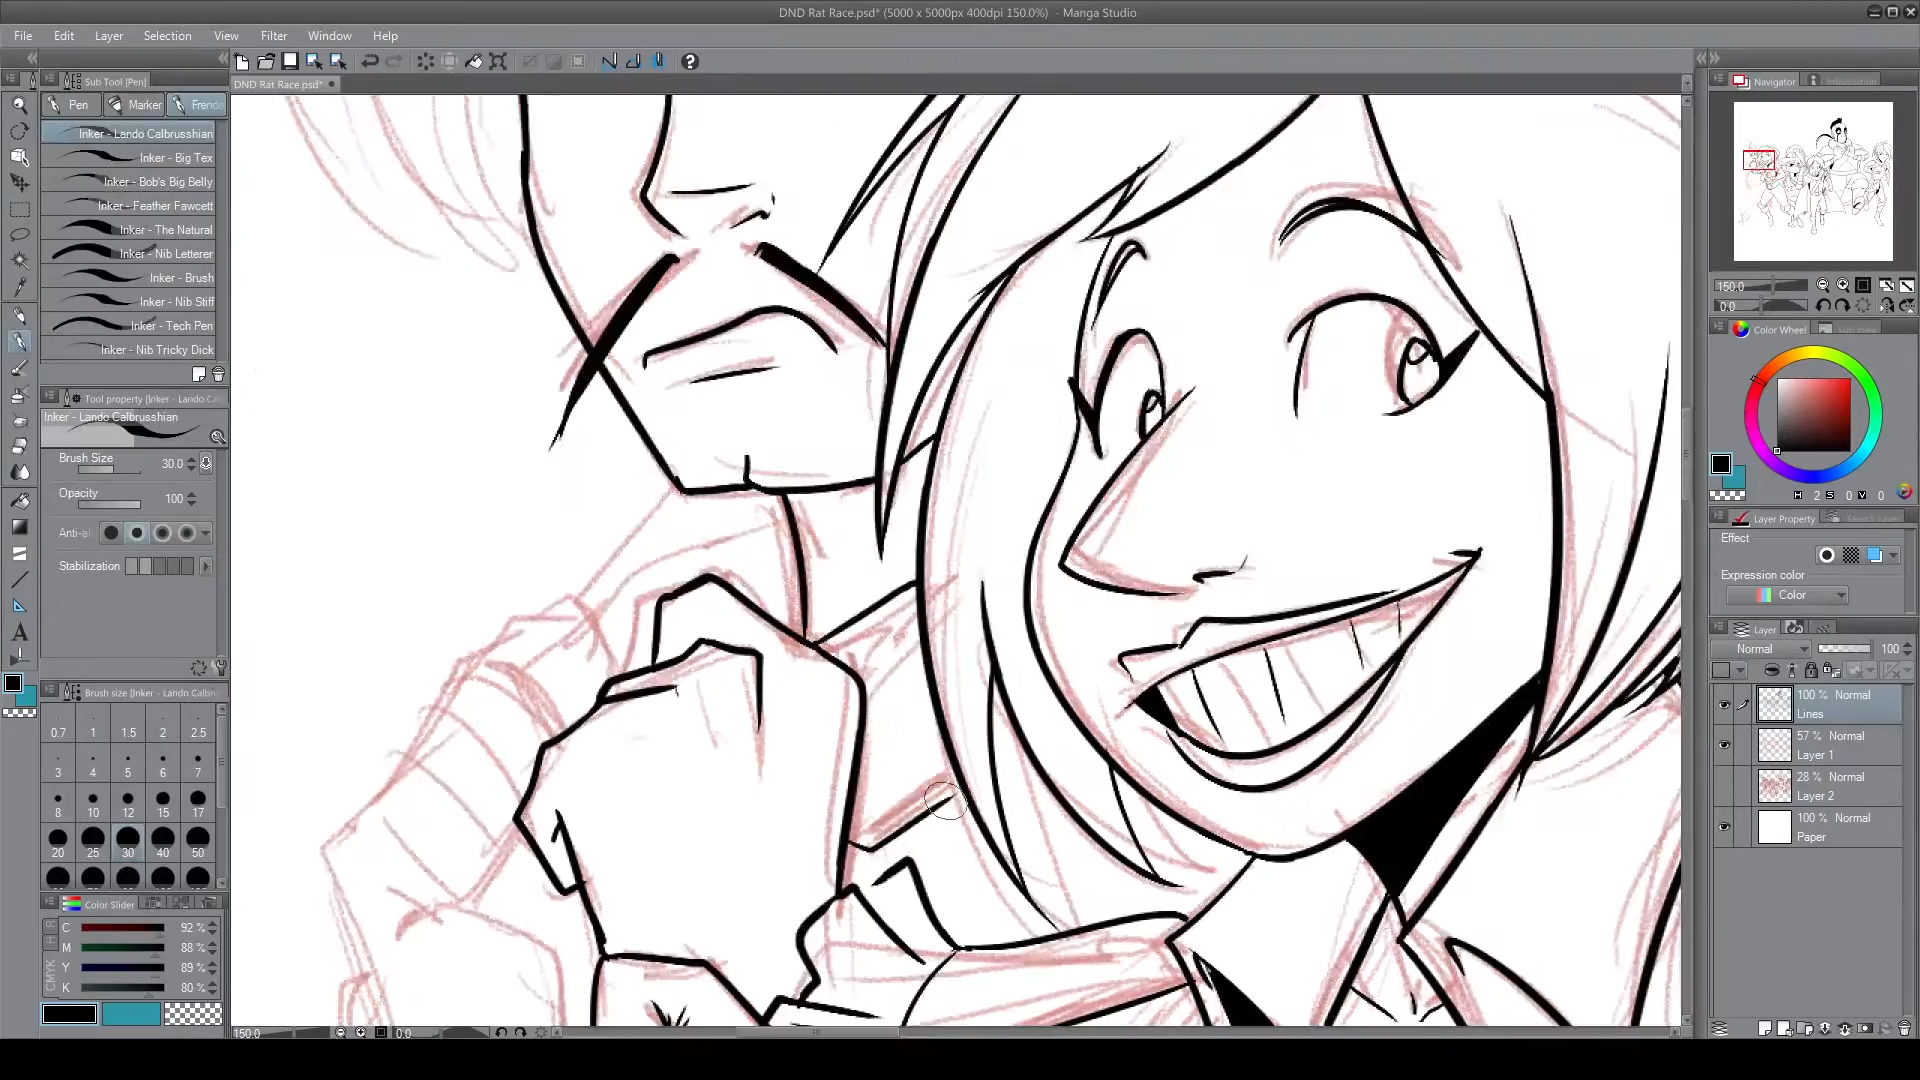 DND Rat Race.psd* (5000 x 5000px 400dpi 150.0%) - Manga Studio
File Edit Layer Selection View Filter Window Help
Sub Tool [Pen]
DND Rat Race.psd*
Navigator
Pen Marker Frende
Inker - Lando Calbrusshian
Inker - Big Tex
Inker - Bob's Big Belly
Inker - Feather Fawcett
Inker - The Natural
Inker - Nib Letterer
Inker - Brush
Inker - Nib Stiff
Inker - Tech Pen
Inker - Nib Tricky Dick
Tool property [Inker - Lando Ca
Inker - Lando Calbrusshian
Brush Size 30.0
Opacity 100
Anti-al
Stabilization
Brush size [Inker - Lando Calbru
0.7 1 1.5 2 2.5
3 4 5 6 7
8 10 12 15 17
20 25 30 40 50
Color Slider
CMYK
C 92 %
M 88 %
Y 89 %
K 80 %
150.0 0.0
150.0
0.0
Color Wheel Sub View
H 2 S 0 V 0
Layer Property Search Layer
Effect
Expression color
Color
Layer
Normal 100
100 % Normal
Lines
57 % Normal
Layer 1
28 % Normal
Layer 2
100 % Normal
Paper